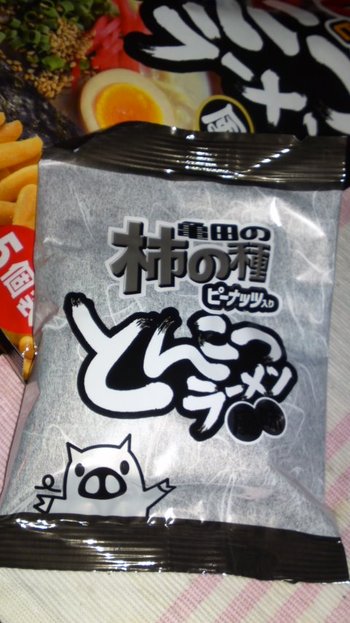 亀田の
柿の種
ピーナッツ入り
とんこつ
ラーメン
風
5個